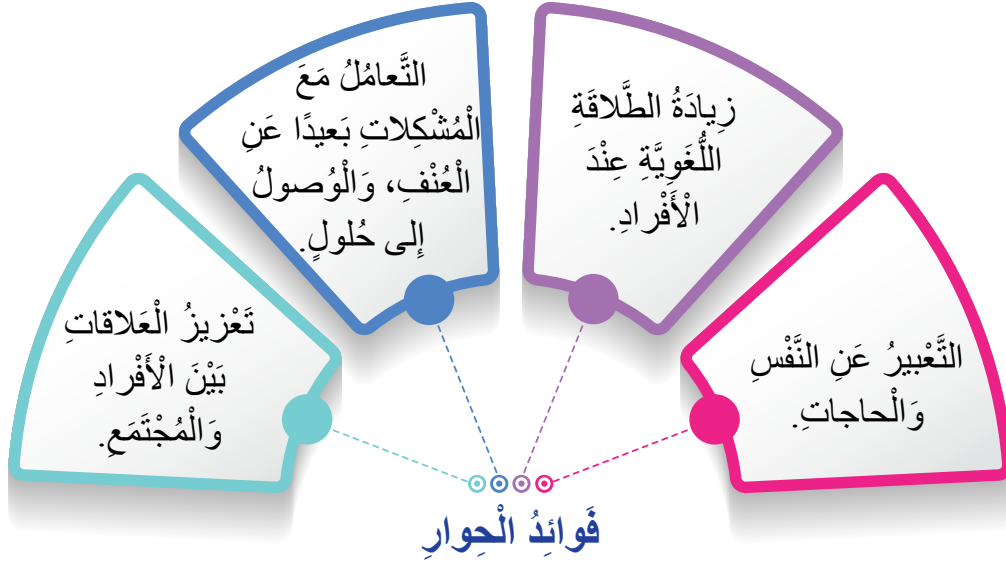 التَّعْبيرُ عَنِ النَّفْسِ
وَالْحاجاتِ.
زِيادَةُ الطَّلاقَةِ
اللُّغَوِيَّةِ عِنْدَ
الْأَفْرادِ.
التَّعامُلُ مَعَ
الْمُشْكِلاتِ بَعيدًا عَنِ
الْعُنْفِ، وَالْوُصولُ
إِلى حُلولٍ.
تَعْزيزُ الْعَلاقاتِ
بَيْنَ الْأَفْرادِ
وَالْمُجْتَمَعِ.
فَوائِدُ الْحِوارِ